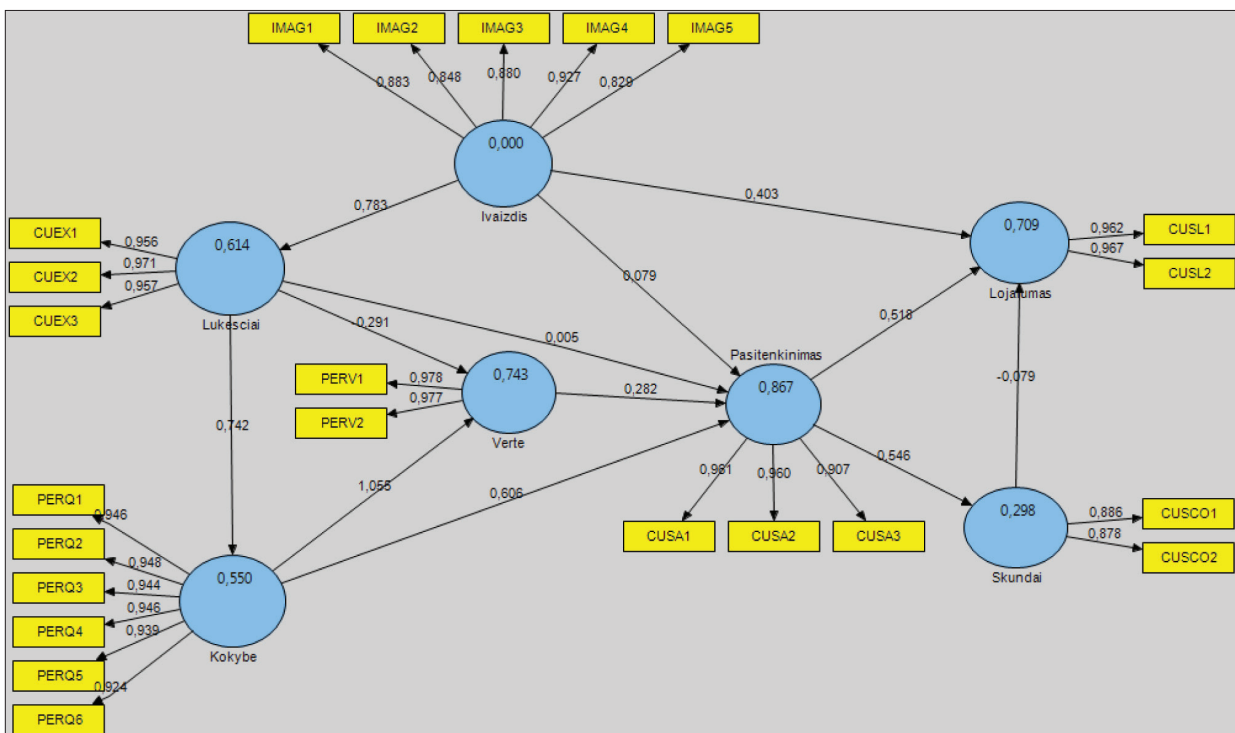 IMAG1 IMAG2 IMAG3 IMAG4 IMAG5
0,883 0,848 0,880 0,927 0,829
0,000
Ivaizdis
0,783
0,403
0,079
CUEX1
CUEX2
CUEX3
0,956
0,971
0,957
0,614
Lukesciai
-0,291
0,005
0,742
0,709
Lojalumas
0,962
0,967
CUSL1
CUSL2
0,518
-0,079
PERV1
PERV2
0,978
0,977
0,743
Verte
0,282
Pasitenkinimas
0,867
1,055
0,606
0,546
0,960 0,907
CUSA1 CUSA2 CUSA3
0,298
Skundai
0,886
0,878
CUSCO1
CUSCO2
PERQ1
PERQ2
PERQ3
PERQ4
PERQ5
PERQ6
0,946
0,948
0,944
0,946
0,939
0,924
0,550
Kokybe